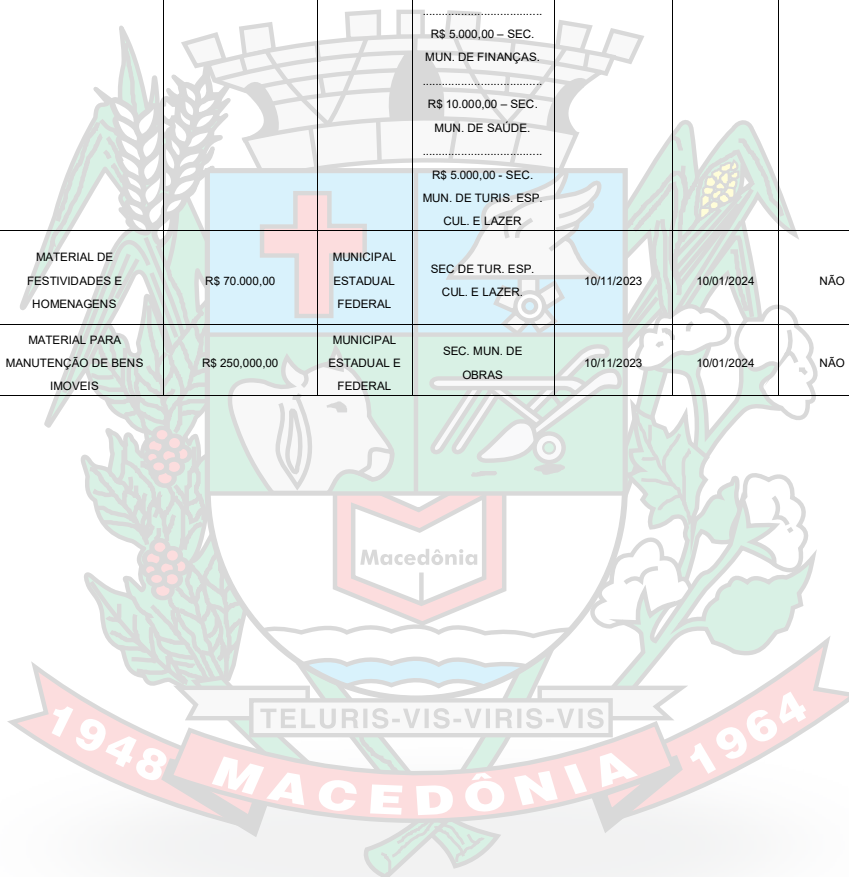 ......................................
R$ 5.000,00 – SEC.
MUN. DE FINANÇAS.
......................................
R$ 10.000,00 – SEC.
MUN. DE SAÚDE.
......................................
R$ 5.000,00 - SEC.
MUN. DE TURIS. ESP.
CUL. E LAZER
MATERIAL DE
FESTIVIDADES E
HOMENAGENS
R$ 70.000,00
MUNICIPAL
ESTADUAL
FEDERAL
SEC DE TUR. ESP.
CUL. E LAZER.
10/11/2023
10/01/2024
NÃO
MATERIAL PARA
MANUTENÇÃO DE BENS
IMOVEIS
R$ 250,000,00
MUNICIPAL
ESTADUAL E
FEDERAL
SEC. MUN. DE
OBRAS
10/11/2023
10/01/2024
NÃO
Macedônia
TELURIS-VIS-VIRIS-VIS
1948
MACEDÔNIA
1964